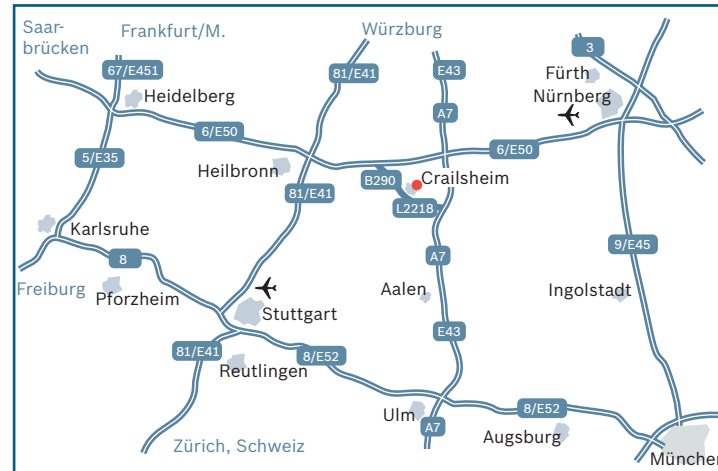 Saar-
brücken
Frankfurt/M.
Würzburg
67/E451
81/E41
E43
3
Fürth
Nürnberg
Heidelberg
A7
6/E50
6/E50
5/E35
Heilbronn
B290
Crailsheim
81/E41
L2218
Karlsruhe
8
A7
9/E45
Freiburg
Pforzheim
Stuttgart
Aalen
Ingolstadt
E43
81/E41
8/E52
Reutlingen
Ulm
8/E52
A7
Augsburg
Zürich, Schweiz
München